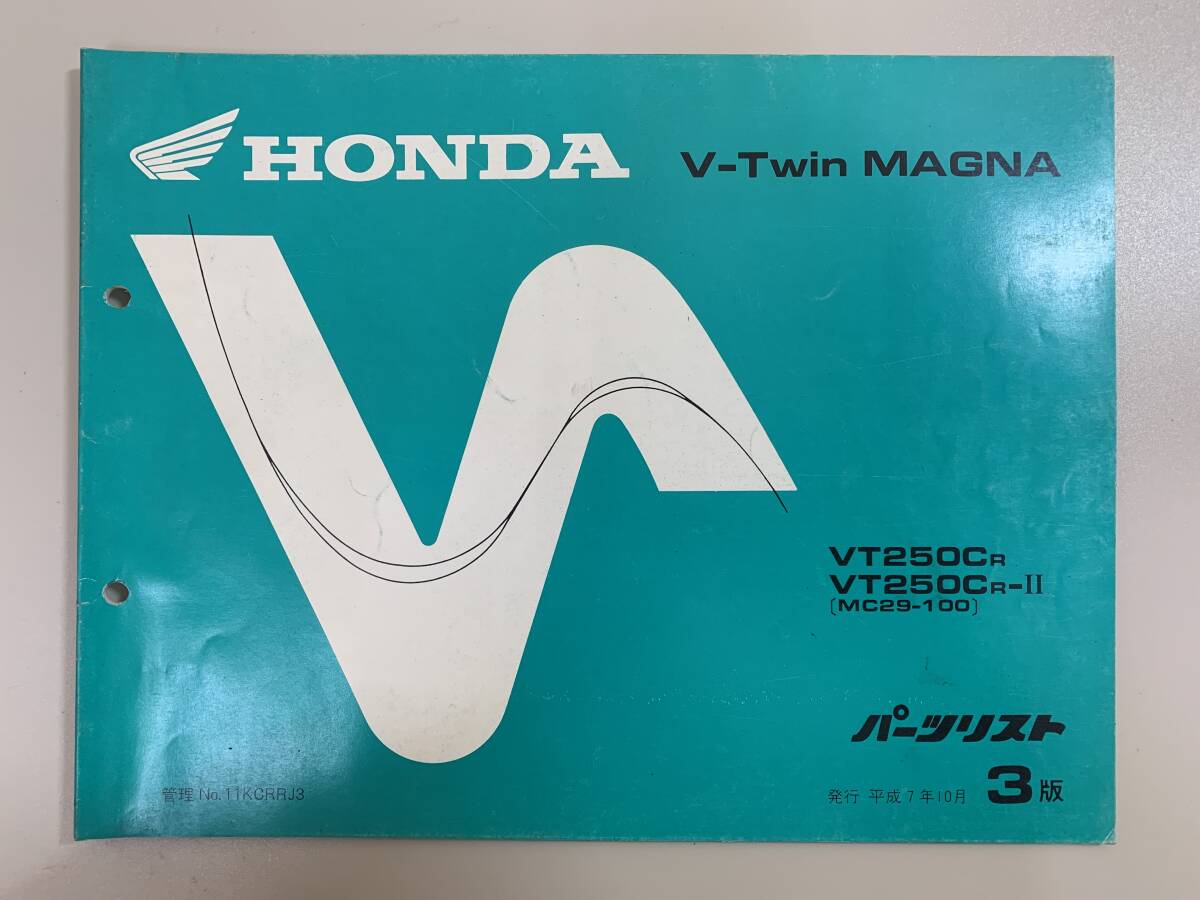 HONDA V-Twin MAGNA
VT250CR
VT250CR-II
〔MC29-100〕
パーツリスト
管理 No.11KCRRJ3
発行 平成7年10月 3版